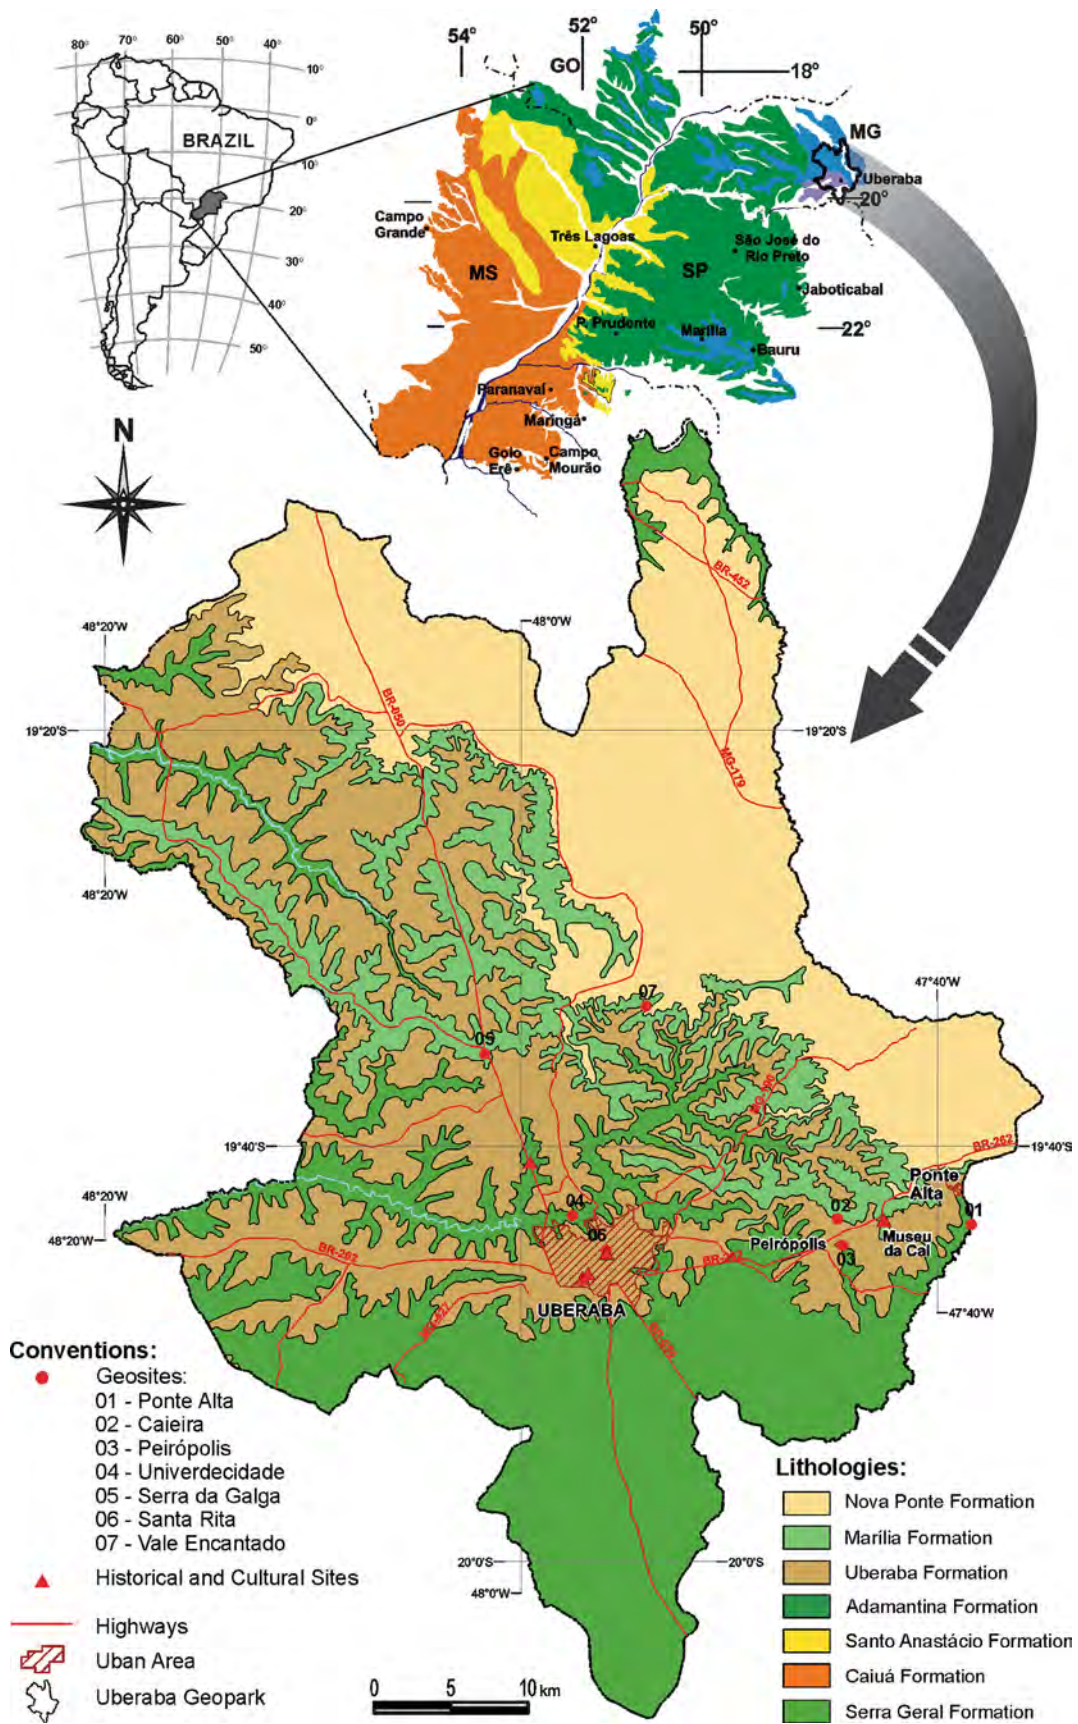 80°
70°
60°
50°
40°
10°
0°
10°
20°
30°
40°
50°
BRAZIL
54°
52°
50°
18°
GO
MG
Uberaba
20°
Campo
Grande
Três Lagoas
São José do
Rio Preto
MS
SP
Jaboticabal
P. Prudente
Marília
22°
Bauru
Paranavaí
Maringá
Goio
Erê
Campo
Mourão
N
BR-452
48°20'W
48°0'W
BR-050
19°20'S
19°20'S
MG-179
48°20'W
47°40'W
07
05
MG-190
19°40'S
BR-262
19°40'S
Ponte
Alta
48°20'W
04
02
01
48°20'W
06
Peirópolis
Museu
da Cal
03
BR-262
BR-262
47°40'W
UBERABA
MG-427
Conventions:
Geosites:
01 - Ponte Alta
02 - Caieira
03 - Peirópolis
04 - Univerdecidade
05 - Serra da Galga
06 - Santa Rita
07 - Vale Encantado
Historical and Cultural Sites
Highways
Uban Area
Uberaba Geopark
20°0'S
20°0'S
48°0'W
0 5 10 km
Lithologies:
Nova Ponte Formation
Marília Formation
Uberaba Formation
Adamantina Formation
Santo Anastácio Formation
Caiuá Formation
Serra Geral Formation